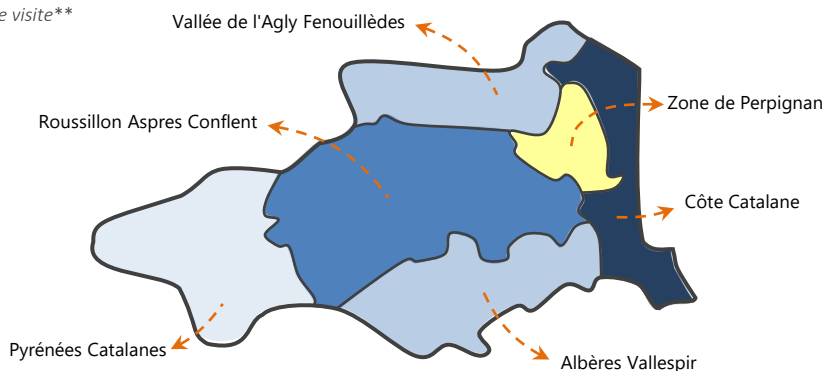 e visite**
Vallée de l'Agly Fenouillèdes
Zone de Perpignan
Roussillon Aspres Conflent
Côte Catalane
Pyrénées Catalanes
Albères Vallespir